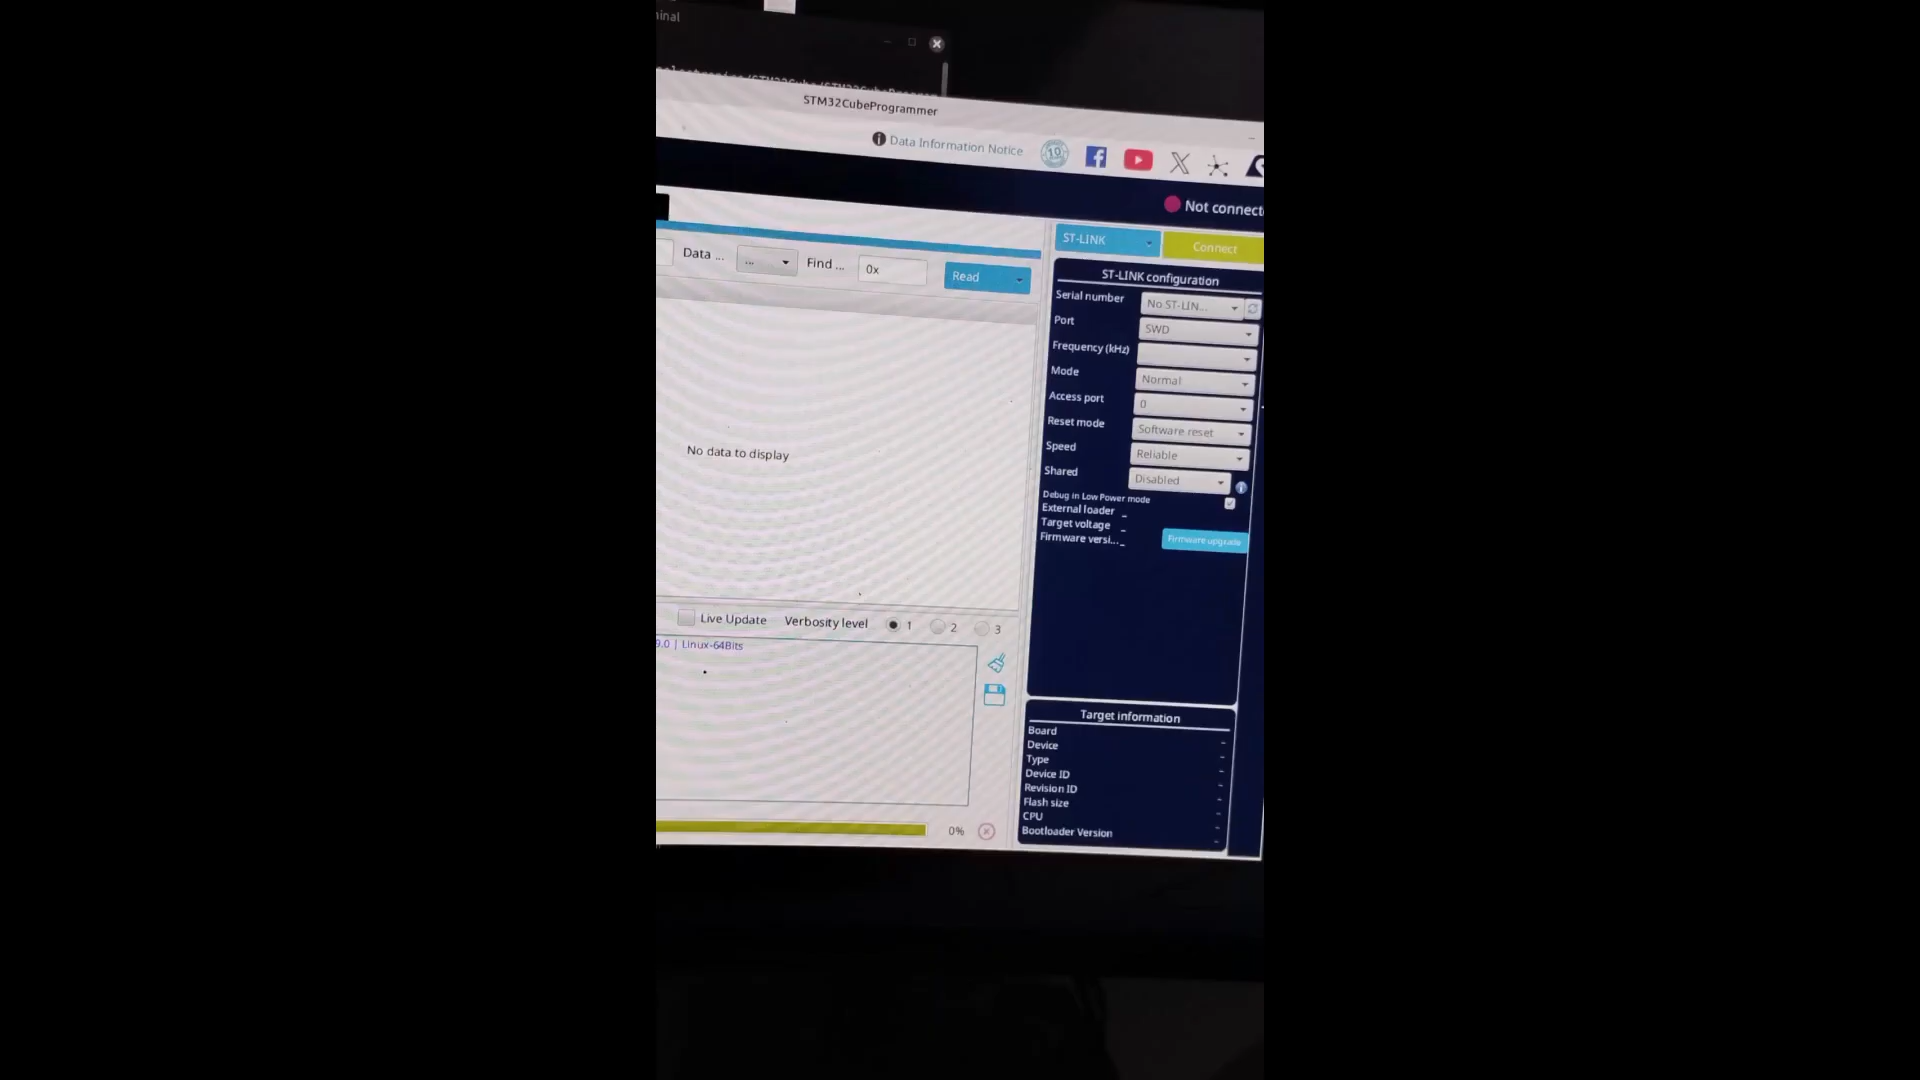 minal
STM32CubeProgrammer
Data Information Notice
10
Not connect
ST-LINK
Connect
Data ...
...
Find ...
0x
Read
ST-LINK configuration
Serial number
No ST-LIN...
Port
SWD
Frequency (kHz)
Mode
Normal
Access port
0
Reset mode
Software reset
Speed
Reliable
Shared
Disabled
Debug in Low Power mode
External loader _
Target voltage _
Firmware versi..._
Firmware upgrade
No data to display
Live Update
Verbosity level
1
2
3
9.0 | Linux-64Bits
Target information
Board -
Device -
Type -
Device ID -
Revision ID -
Flash size -
CPU -
Bootloader Version -
0%